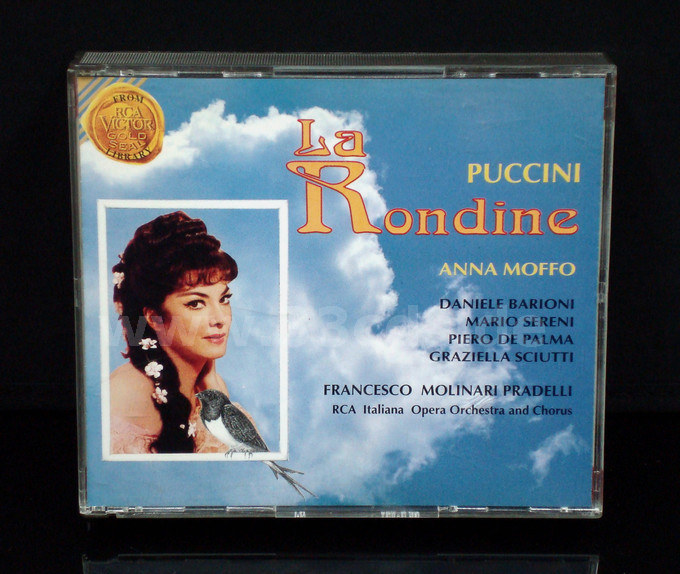 FROM
RCA
VICTOR
GOLD
SEAL
LIBRARY
La
Rondine
PUCCINI
ANNA MOFFO
DANIELE BARIONI
MARIO SERENI
PIERO DE PALMA
GRAZIELLA SCIUTTI
FRANCESCO MOLINARI PRADELLI
RCA Italiana Opera Orchestra and Chorus